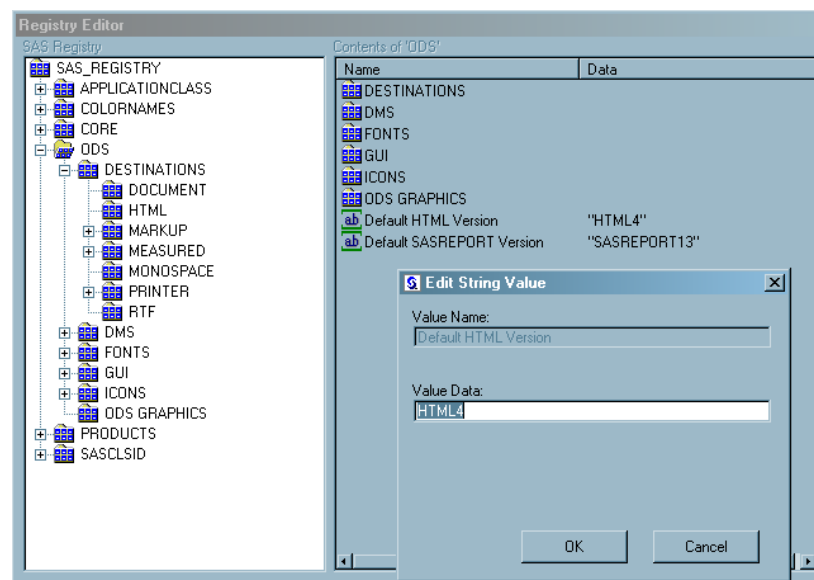 Registry Editor
SAS Registry
SAS_REGISTRY
APPLICATIONCLASS
COLORNAMES
CORE
ODS
DESTINATIONS
DOCUMENT
HTML
MARKUP
MEASURED
MONOSPACE
PRINTER
RTF
DMS
FONTS
GUI
ICONS
ODS GRAPHICS
PRODUCTS
SASCLSID
Contents of 'ODS'
Name Data
DESTINATIONS
DMS
FONTS
GUI
ICONS
ODS GRAPHICS
ab Default HTML Version "HTML4"
ab Default SASREPORT Version "SASREPORT13"
Edit String Value
Value Name:
Default HTML Version
Value Data:
HTML4
OK Cancel